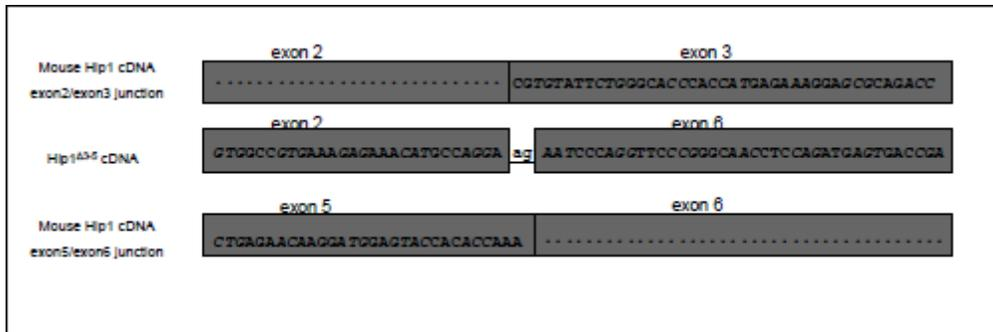 exon 2 exon 3
Mouse Hip1 cDNA
exon2/exon3 junction
- - - - - - - - - - - - - - - - - - - - - - - - - - - - CGTGTATTCTGGGCACCCACCATGAGAAAGGAGCGCAGACC
exon 2 exon 6
Hip1Δ3-5 cDNA
GTGGCCGTGAAAGAGAAACATGCCAGGA ag AATCCCAGGTTCCCGGGCAACCTCCAGATGAGTGACCGA
exon 5 exon 6
Mouse Hip1 cDNA
exon5/exon6 junction
CTGAGAACAAGGATGGAGTACCACACCAAA - - - - - - - - - - - - - - - - - - - - - - - - - - - - - - - - - - - - - - -